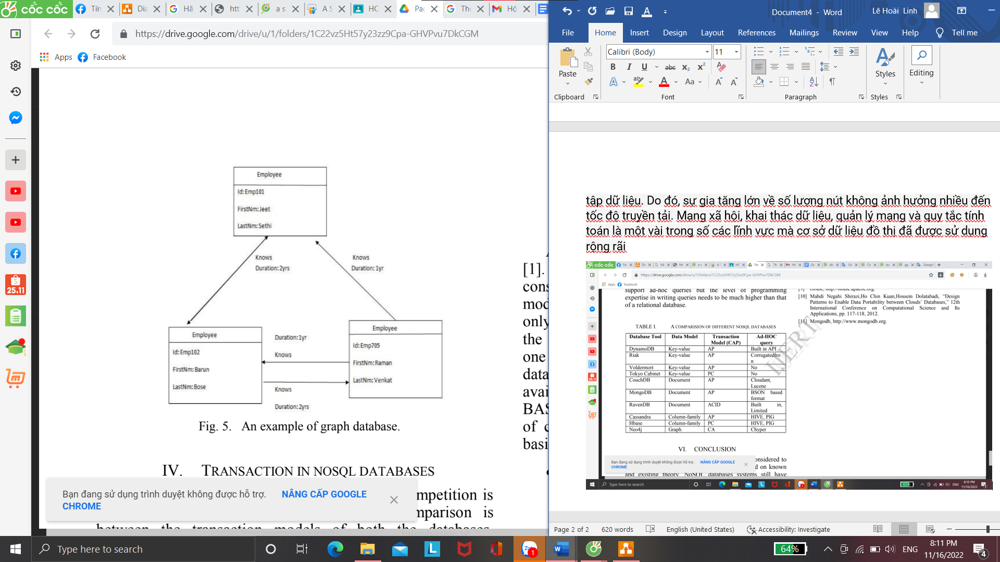 cốc cốc
Tín
Dia
Hã
htt
a s
A S
HC
Pa
Th
Hộ
https://drive.google.com/drive/u/1/folders/1C22vz5Ht57y23zz9Cpa-GHVPvu7DkCGM
Apps
Facebook
25.11
Employee
Id: Emp101
FirstNm: Jeet
LastNm: Sethi
Knows
Duration: 2yrs
Knows
Duration: 1yr
Employee
Id: Emp102
FirstNm: Barun
LastNm: Bose
Duration: 1yr
Knows
Knows
Duration: 2yrs
Employee
Id: Emp705
FirstNm: Raman
LastNm: Venkat
Fig. 5. An example of graph database.
IV. TRANSACTION IN NOSQL DATABASES
mpetition is
mparison is
between the transaction models of both the databases.
[1].
cons
mod
only
the
one
data
avai
BAS
of c
basi
Bạn đang sử dụng trình duyệt không được hỗ trợ. NÂNG CẤP GOOGLE
CHROME
Document4 - Word
Lê Hoài Linh
File Home Insert Design Layout References Mailings Review View Help Tell me
Paste
Clipboard
Calibri (Body) 11
Font
Paragraph
Styles
Styles
Editing
tập dữ liệu. Do đó, sự gia tăng lớn về số lượng nút không ảnh hưởng nhiều đến
tốc độ truyền tải. Mạng xã hội, khai thác dữ liệu, quản lý mạng và quy tắc tính
toán là một vài trong số các lĩnh vực mà cơ sở dữ liệu đồ thị đã được sử dụng
rộng rãi
cốc cốc
https://drive.google.com/drive/u/1/folders/1C22vz5Ht57y23zz9Cpa-GHVPvu7DkCGM
Apps Facebook
support ad-hoc queries but the level of programming
expertise in writing queries needs to be much higher than that
of a relational database.
[9] Hbase, http://hbase.apache.org.
[10] Mahdi Negahi Shirazi,Ho Chin Kuan,Hossein Dolatabadi, “Design
Patterns to Enable Data Portability between Clouds’ Databases,” 12th
International Conference on Computational Science and Its
Applications, pp. 117-118, 2012.
[11] Mongodb, http://www.mongodb.org.
IJERT
TABLE I. A COMPARISION OF DIFFERENT NOSQL DATABASES
Database Tool Data Model Transaction Model (CAP) Ad-HOC query
DynamoDB Key-value AP Built in API
Riak Key-value AP CorrugatedIron
Voldermort Key-value AP No
Tokyo Cabinet Key-value PC No
CouchDB Document AP Cloudant, Lucene
MongoDB Document AP BSON based format
RavenDB Document ACID Built in, Limited
Cassandra Column-family AP HIVE, PIG
Hbase Column-family PC HIVE, PIG
Neo4j Graph CA Chyper
VI. CONCLUSION
onsidered to
d on known
and existing theory. NoSQL databases systems still have
Bạn đang sử dụng trình duyệt không được hỗ trợ. NÂNG CẤP GOOGLE
CHROME
Type here to search
65%
ENG
8:10 PM
11/16/2022
Page 2 of 2 620 words English (United States) Accessibility: Investigate
Type here to search
64%
ENG
8:11 PM
11/16/2022
4